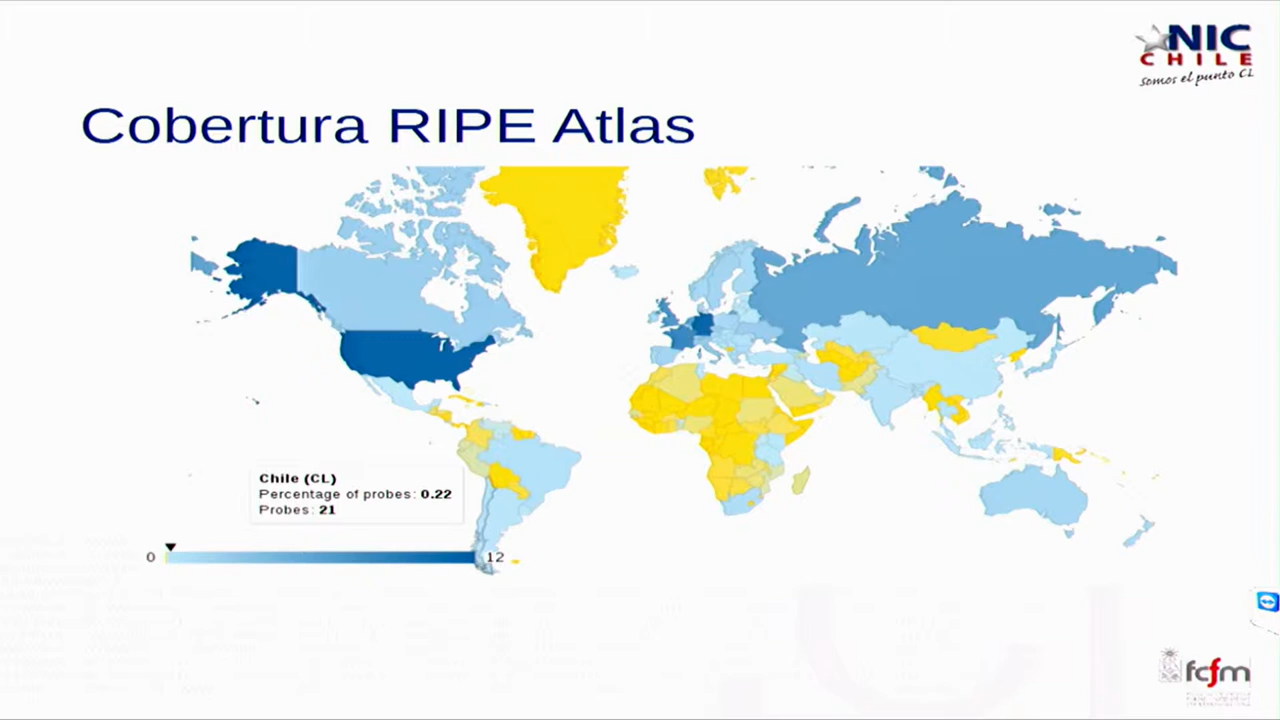 NIC
CHILE
somos el punto CL
Cobertura RIPE Atlas
Chile (CL)
Percentage of probes: 0.22
Probes: 21
0
12
fcfm